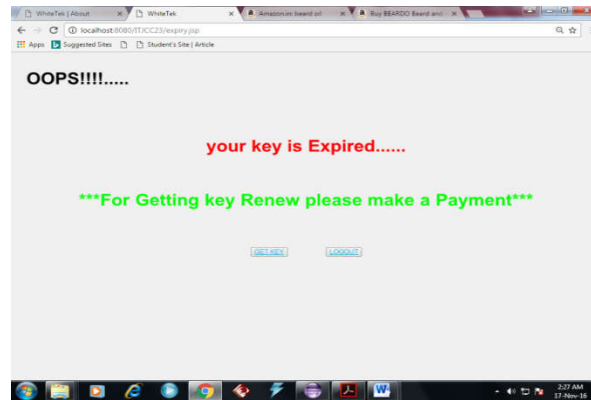 WhiteTek | About
WhiteTek
Amazon.in: beard oil
Buy BEARDO Beard and
localhost:8080/ITJCC23/expiry.jsp
Apps
Suggested Sites
Student's Site | Article
OOPS!!!!.....
your key is Expired......
***For Getting key Renew please make a Payment***
GET KEY
LOGOUT
2:27 AM
17-Nov-16